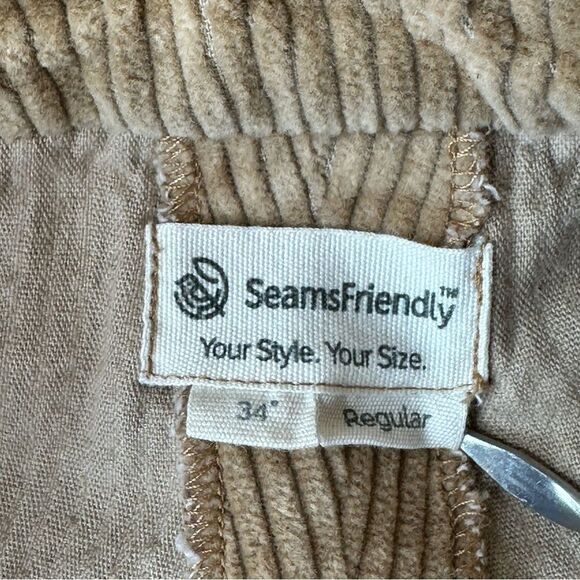 SeamsFriendly™
Your Style. Your Size.
34" Regular